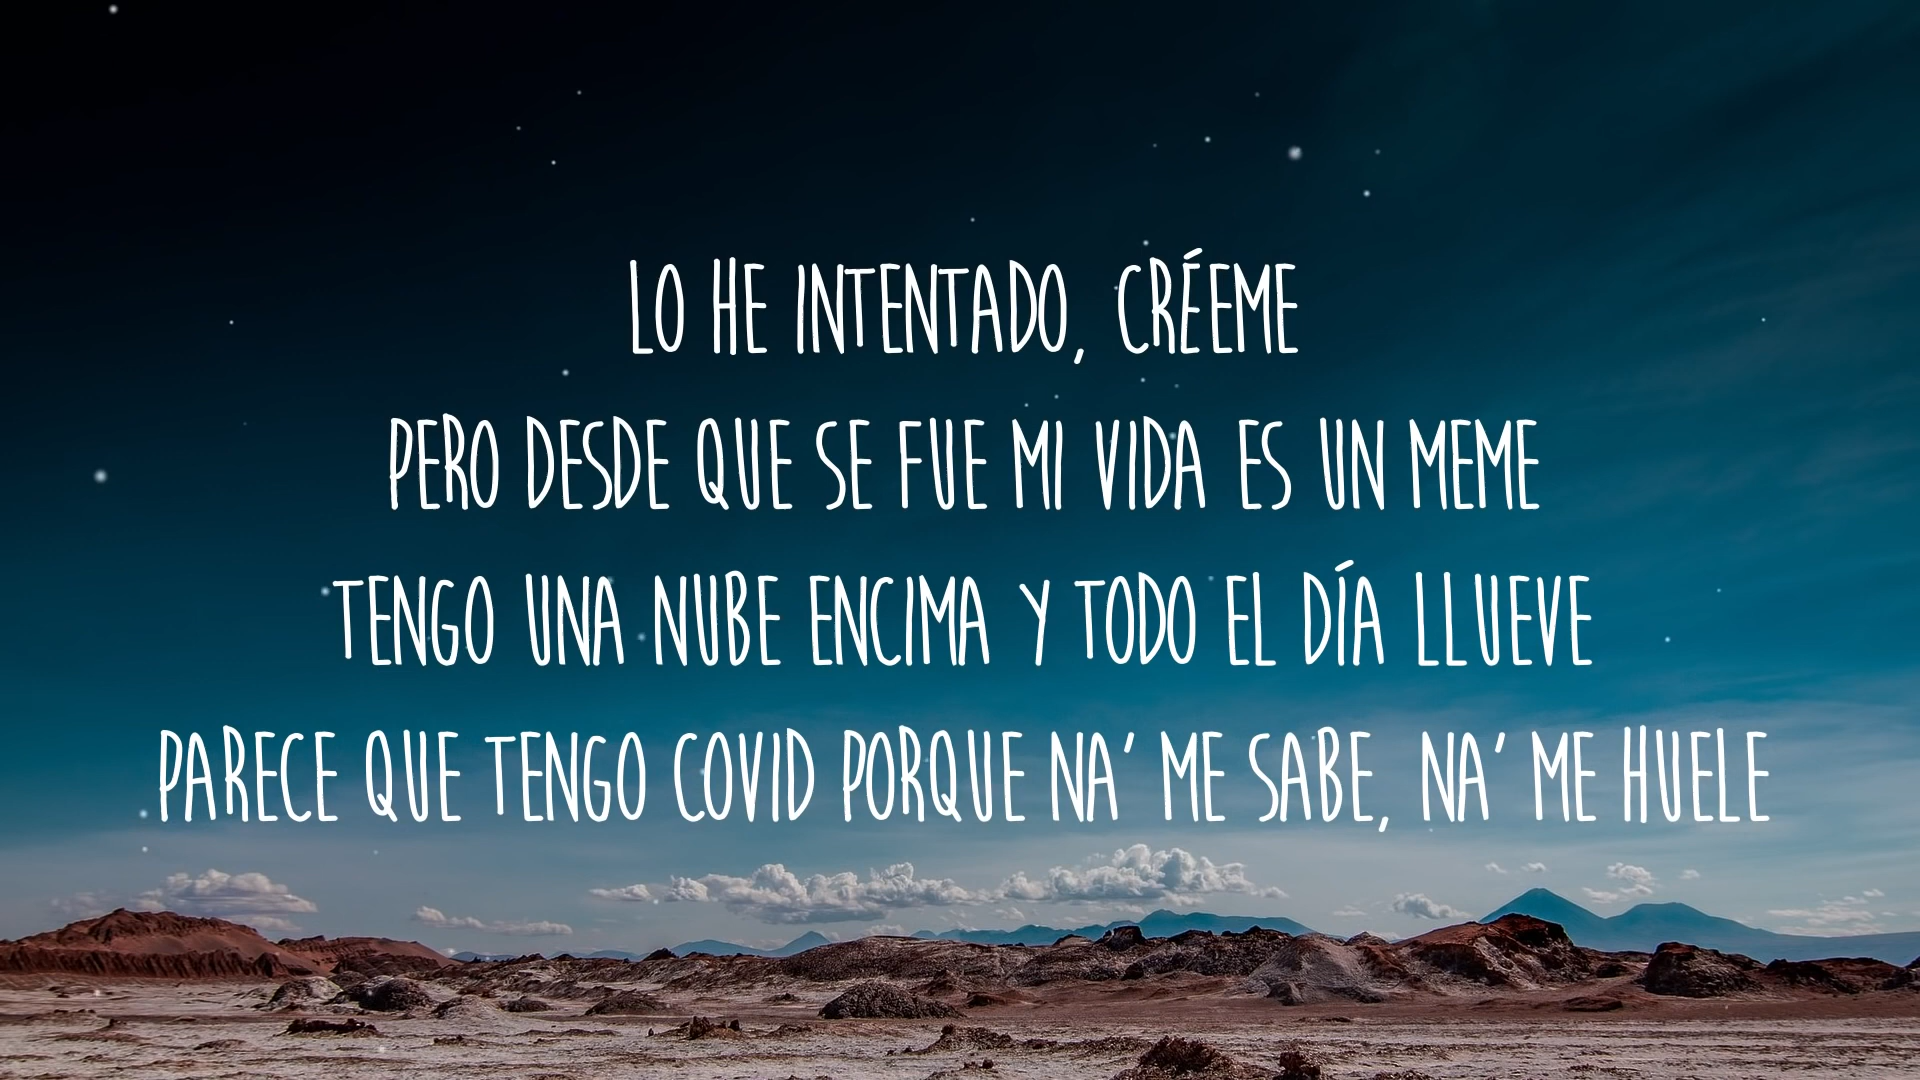 LO HE INTENTADO, CRÉEME
PERO DESDE QUE SE FUE MI VIDA ES UN MEME
TENGO UNA NUBE ENCIMA Y TODO EL DÍA LLUEVE
PARECE QUE TENGO COVID PORQUE NA' ME SABE, NA' ME HUELE